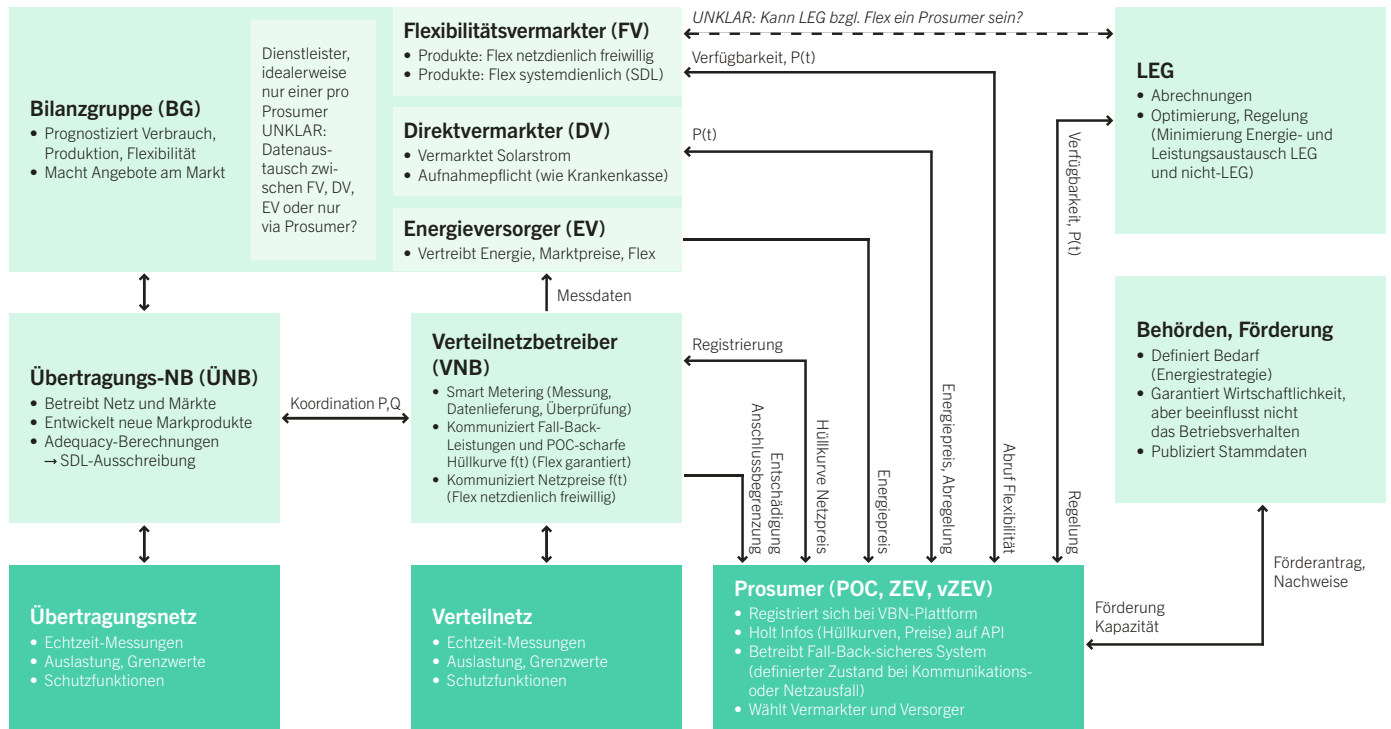 Bilanzgruppe (BG)
• Prognostiziert Verbrauch,
Produktion, Flexibilität
• Macht Angebote am Markt
Dienstleister,
idealerweise
nur einer pro
Prosumer
UNKLAR:
Datenaus-
tausch zwi-
schen FV, DV,
EV oder nur
via Prosumer?
Flexibilitätsvermarkter (FV)
• Produkte: Flex netzdienlich freiwillig
• Produkte: Flex systemdienlich (SDL)
Direktvermarkter (DV)
• Vermarktet Solarstrom
• Aufnahmepflicht (wie Krankenkasse)
Energieversorger (EV)
• Vertreibt Energie, Marktpreise, Flex
UNKLAR: Kann LEG bzgl. Flex ein Prosumer sein?
Verfügbarkeit, P(t)
P(t)
LEG
• Abrechnungen
• Optimierung, Regelung
(Minimierung Energie- und
Leistungsaustausch LEG
und nicht-LEG)
Verfügbarkeit, P(t)
Messdaten
Übertragungs-NB (ÜNB)
• Betreibt Netz und Märkte
• Entwickelt neue Markprodukte
• Adequacy-Berechnungen
→ SDL-Ausschreibung
Koordination P,Q
Verteilnetzbetreiber
(VNB)
• Smart Metering (Messung,
Datenlieferung, Überprüfung)
• Kommuniziert Fall-Back-
Leistungen und POC-scharfe
Hüllkurve f(t) (Flex garantiert)
• Kommuniziert Netzpreise f(t)
(Flex netzdienlich freiwillig)
Registrierung
Entschädigung
Anschlussbegrenzung
Hüllkurve Netzpreis
Energiepreis
Energiepreis, Abregelung
Abruf Flexibilität
Regelung
Behörden, Förderung
• Definiert Bedarf
(Energiestrategie)
• Garantiert Wirtschaftlichkeit,
aber beeinflusst nicht
das Betriebsverhalten
• Publiziert Stammdaten
Förderantrag,
Nachweise
Förderung
Kapazität
Übertragungsnetz
• Echtzeit-Messungen
• Auslastung, Grenzwerte
• Schutzfunktionen
Verteilnetz
• Echtzeit-Messungen
• Auslastung, Grenzwerte
• Schutzfunktionen
Prosumer (POC, ZEV, vZEV)
• Registriert sich bei VBN-Plattform
• Holt Infos (Hüllkurven, Preise) auf API
• Betreibt Fall-Back-sicheres System
(definierter Zustand bei Kommunikations-
oder Netzausfall)
• Wählt Vermarkter und Versorger